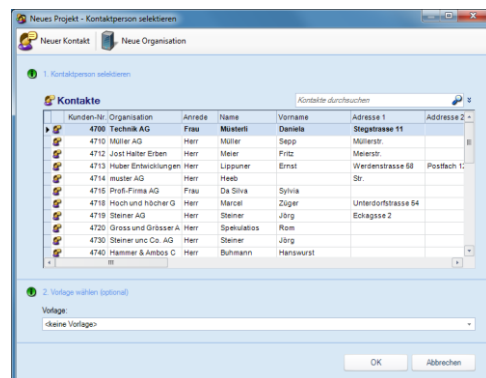 Neues Projekt - Kontaktperson selektieren
Neuer Kontakt Neue Organisation
1. Kontaktperson selektieren
Kontakte Kontakte durchsuchen
Kunden-Nr. Organisation Anrede Name Vorname Adresse 1 Addresse 2
4700 Technik AG Frau Müsterli Daniela Stegstrasse 11
4710 Müller AG Herr Müller Sepp Müllerstr.
4712 Jost Halter Erben Herr Meier Fritz Meierstr.
4713 Huber Entwicklungen Herr Lippuner Ernst Werdenstrasse 68 Postfach 12
4714 muster AG Herr Heeb Str.
4715 Profi-Firma AG Frau Da Silva Sylvia
4718 Hoch und höcher G Herr Marcel Züger Unterdorfstrasse 54
4719 Steiner AG Herr Steiner Jörg Eckagsse 2
4720 Gross und Grösser A Herr Spekulatios Rom
4730 Steiner unc Co. AG Herr Steiner Jörg
4740 Hammer & Ambos C Herr Buhmann Hanswurst
2. Vorlage wählen (optional)
Vorlage:
<keine Vorlage>
OK Abbrechen